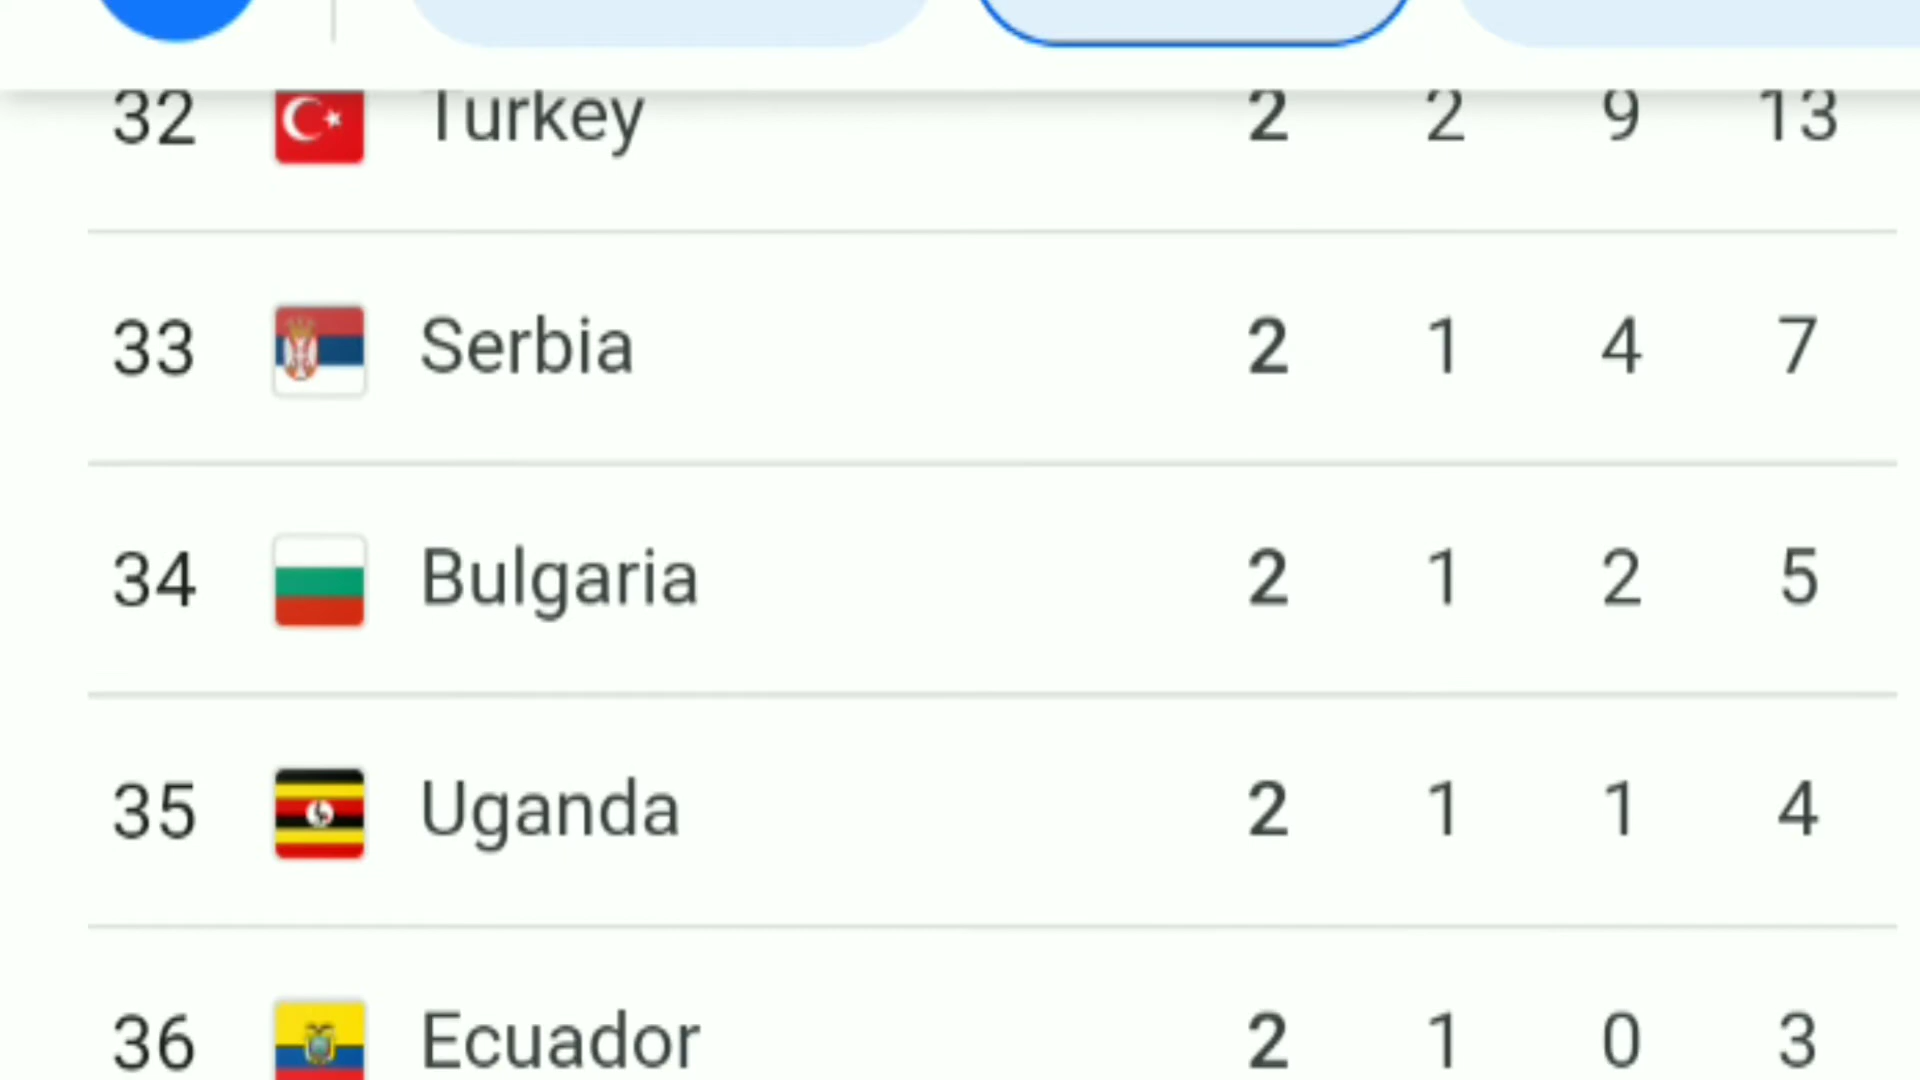 32 Turkey 2 2 9 13
33 Serbia 2 1 4 7
34 Bulgaria 2 1 2 5
35 Uganda 2 1 1 4
36 Ecuador 2 1 0 3